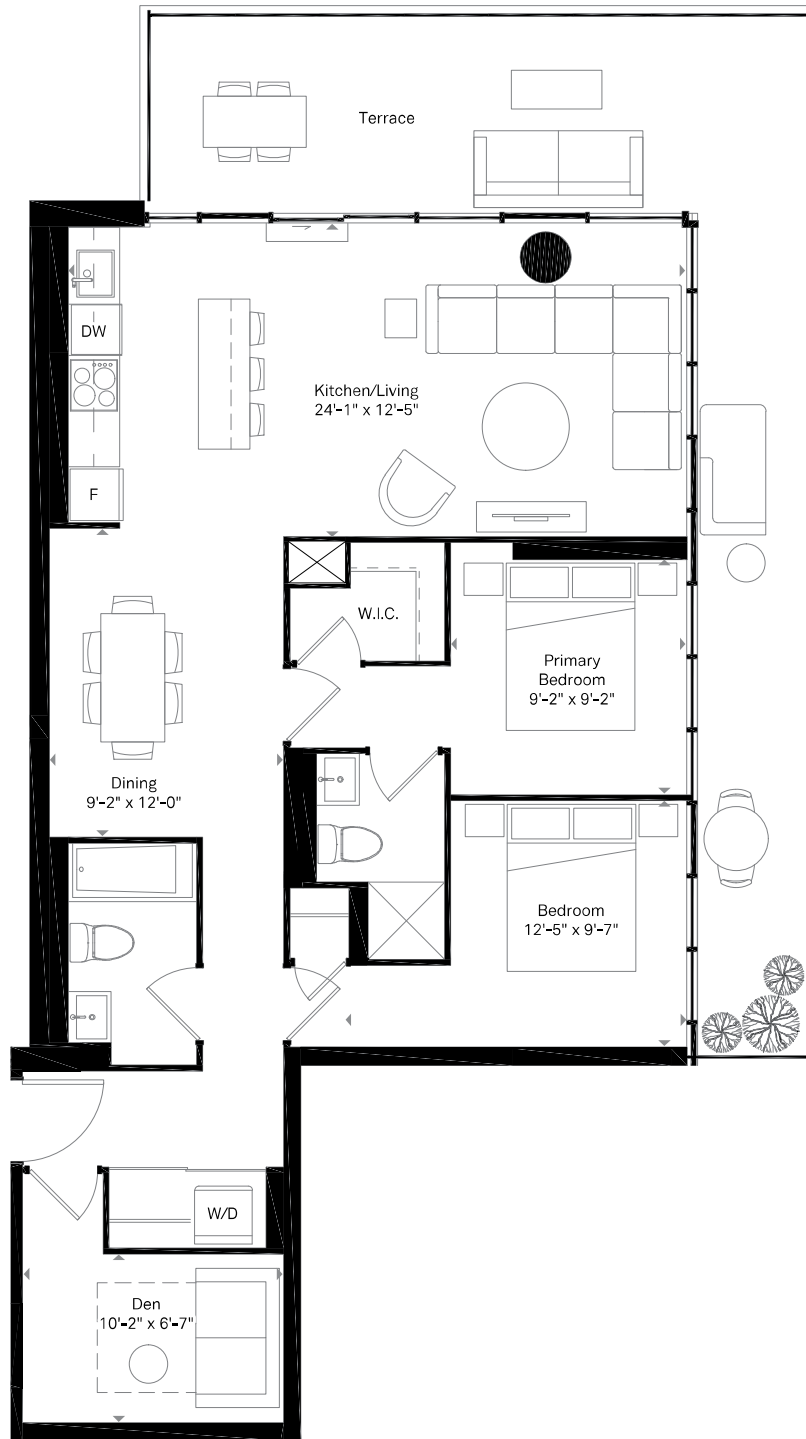 Terrace
DW
Kitchen/Living
24'-1" x 12'-5"
F
W.I.C.
Primary
Bedroom
9'-2" x 9'-2"
Dining
9'-2" x 12'-0"
Bedroom
12'-5" x 9'-7"
W/D
Den
10'-2" x 6'-7"